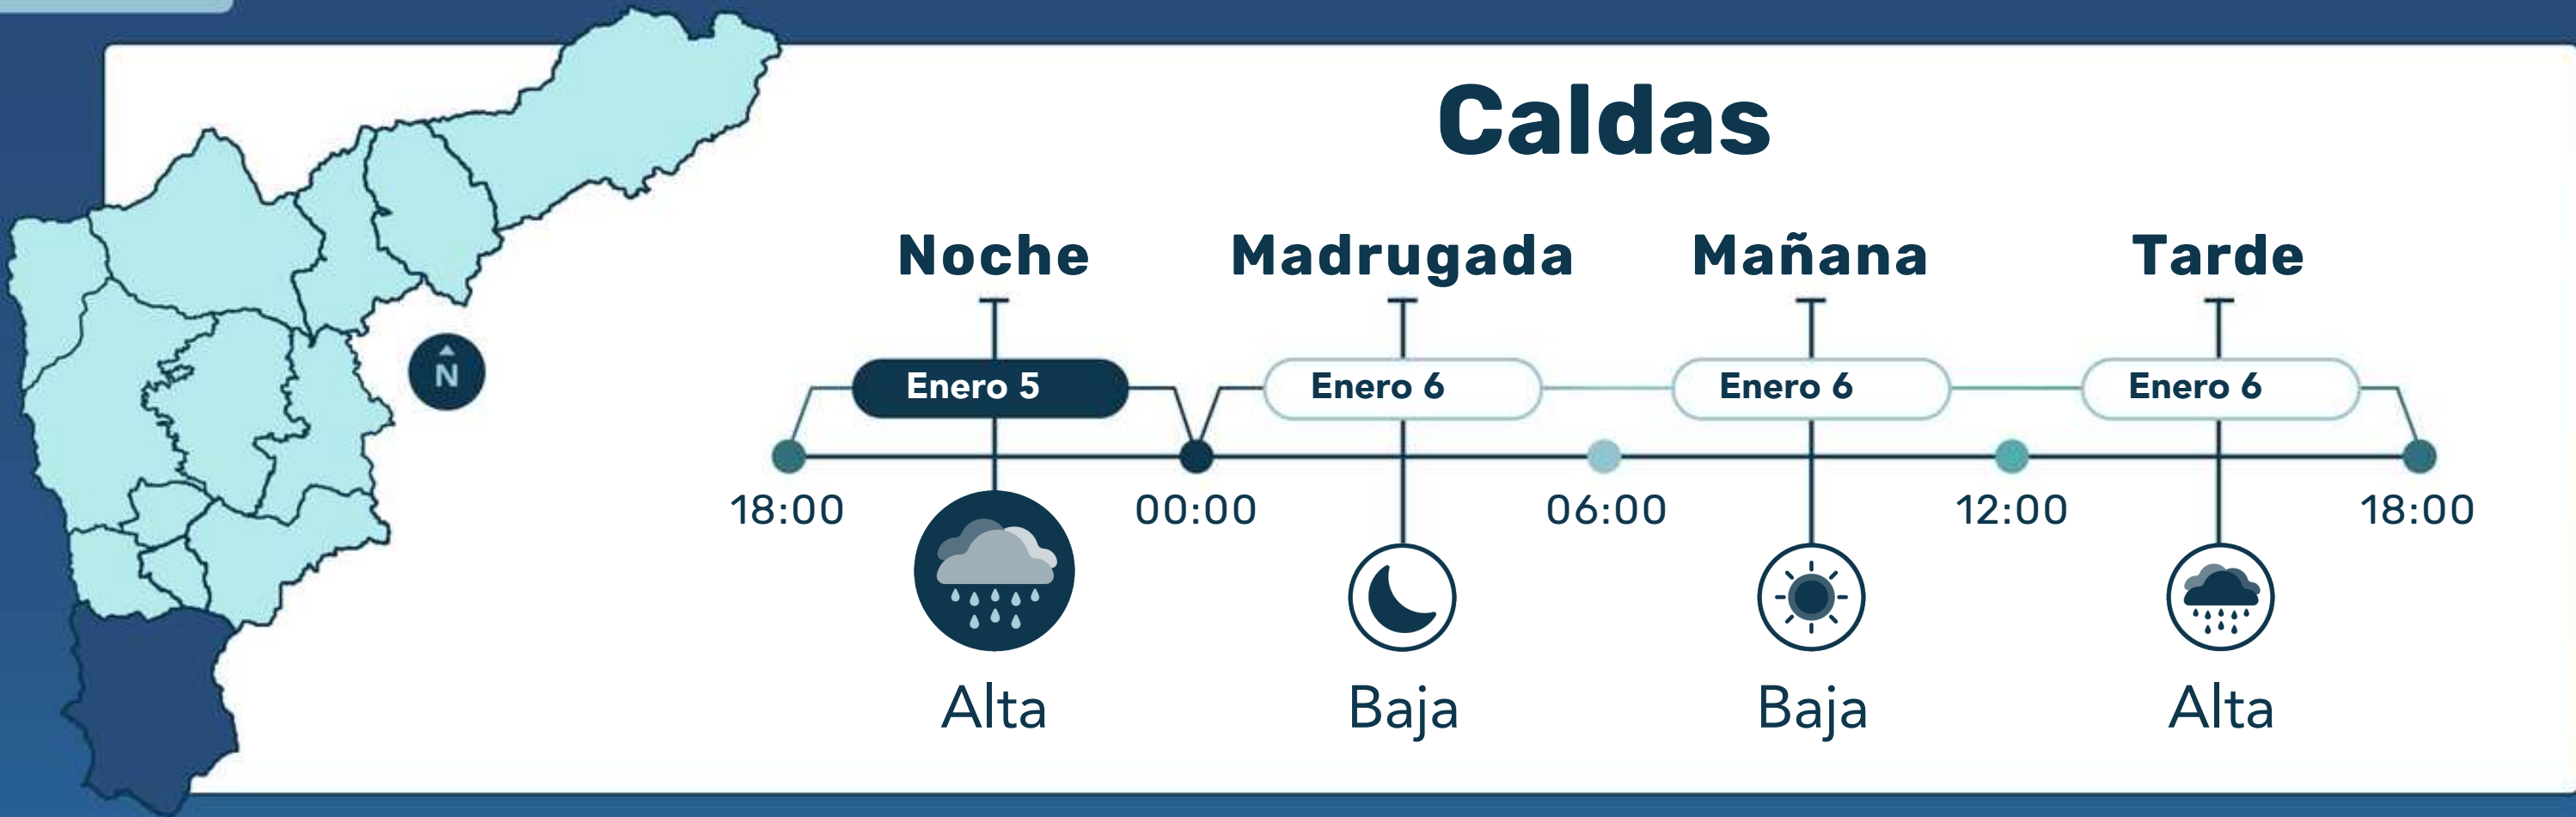 Caldas
Noche Madrugada Mañana Tarde
Enero 5 Enero 6 Enero 6 Enero 6
N
18:00 00:00 06:00 12:00 18:00
Alta Baja Baja Alta